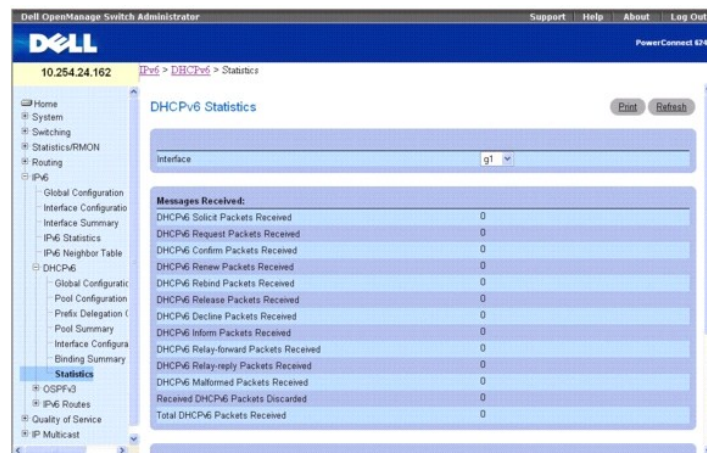 Dell OpenManage Switch Administrator Support Help About Log Out
DELL
PowerConnect 624
10.254.24.162
IPv6 > DHCPv6 > Statistics
Home
System
Switching
Statistics/RMON
Routing
IPv6
Global Configuration
Interface Configuratio
Interface Summary
IPv6 Statistics
IPv6 Neighbor Table
DHCPv6
Global Configuratic
Pool Configuration
Prefix Delegation (
Pool Summary
Interface Configura
Binding Summary
Statistics
OSPFv3
IPv6 Routes
Quality of Service
IP Multicast
DHCPv6 Statistics
Print Refresh
Interface g1
Messages Received:
DHCPv6 Solicit Packets Received 0
DHCPv6 Request Packets Received 0
DHCPv6 Confirm Packets Received 0
DHCPv6 Renew Packets Received 0
DHCPv6 Rebind Packets Received 0
DHCPv6 Release Packets Received 0
DHCPv6 Decline Packets Received 0
DHCPv6 Inform Packets Received 0
DHCPv6 Relay-forward Packets Received 0
DHCPv6 Relay-reply Packets Received 0
DHCPv6 Malformed Packets Received 0
Received DHCPv6 Packets Discarded 0
Total DHCPv6 Packets Received 0